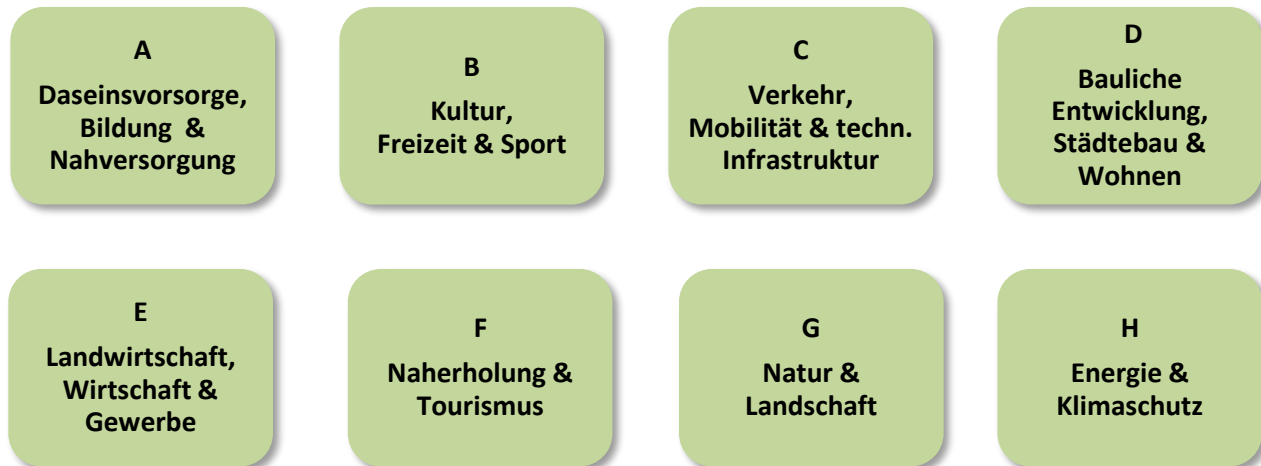 A
Daseinsvorsorge,
Bildung &
Nahversorgung
B
Kultur,
Freizeit & Sport
C
Verkehr,
Mobilität & techn.
Infrastruktur
D
Bauliche
Entwicklung,
Städtebau &
Wohnen
E
Landwirtschaft,
Wirtschaft &
Gewerbe
F
Naherholung &
Tourismus
G
Natur &
Landschaft
H
Energie &
Klimaschutz